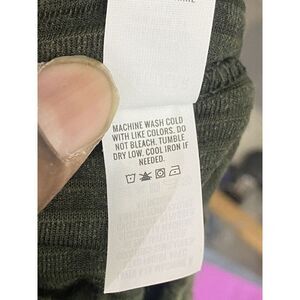 MACHINE WASH COLD
WITH LIKE COLORS. DO
NOT BLEACH. TUMBLE
DRY LOW. COOL IRON IF
NEEDED.